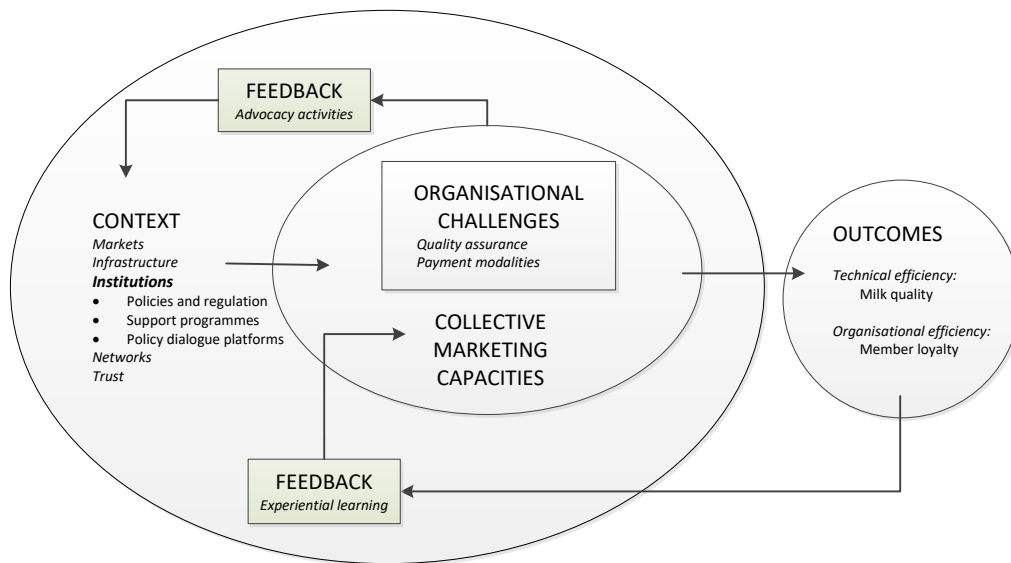 FEEDBACK
Advocacy activities
CONTEXT
Markets
Infrastructure
Institutions
• Policies and regulation
• Support programmes
• Policy dialogue platforms
Networks
Trust
ORGANISATIONAL
CHALLENGES
Quality assurance
Payment modalities
COLLECTIVE
MARKETING
CAPACITIES
FEEDBACK
Experiential learning
OUTCOMES
Technical efficiency:
Milk quality
Organisational efficiency:
Member loyalty